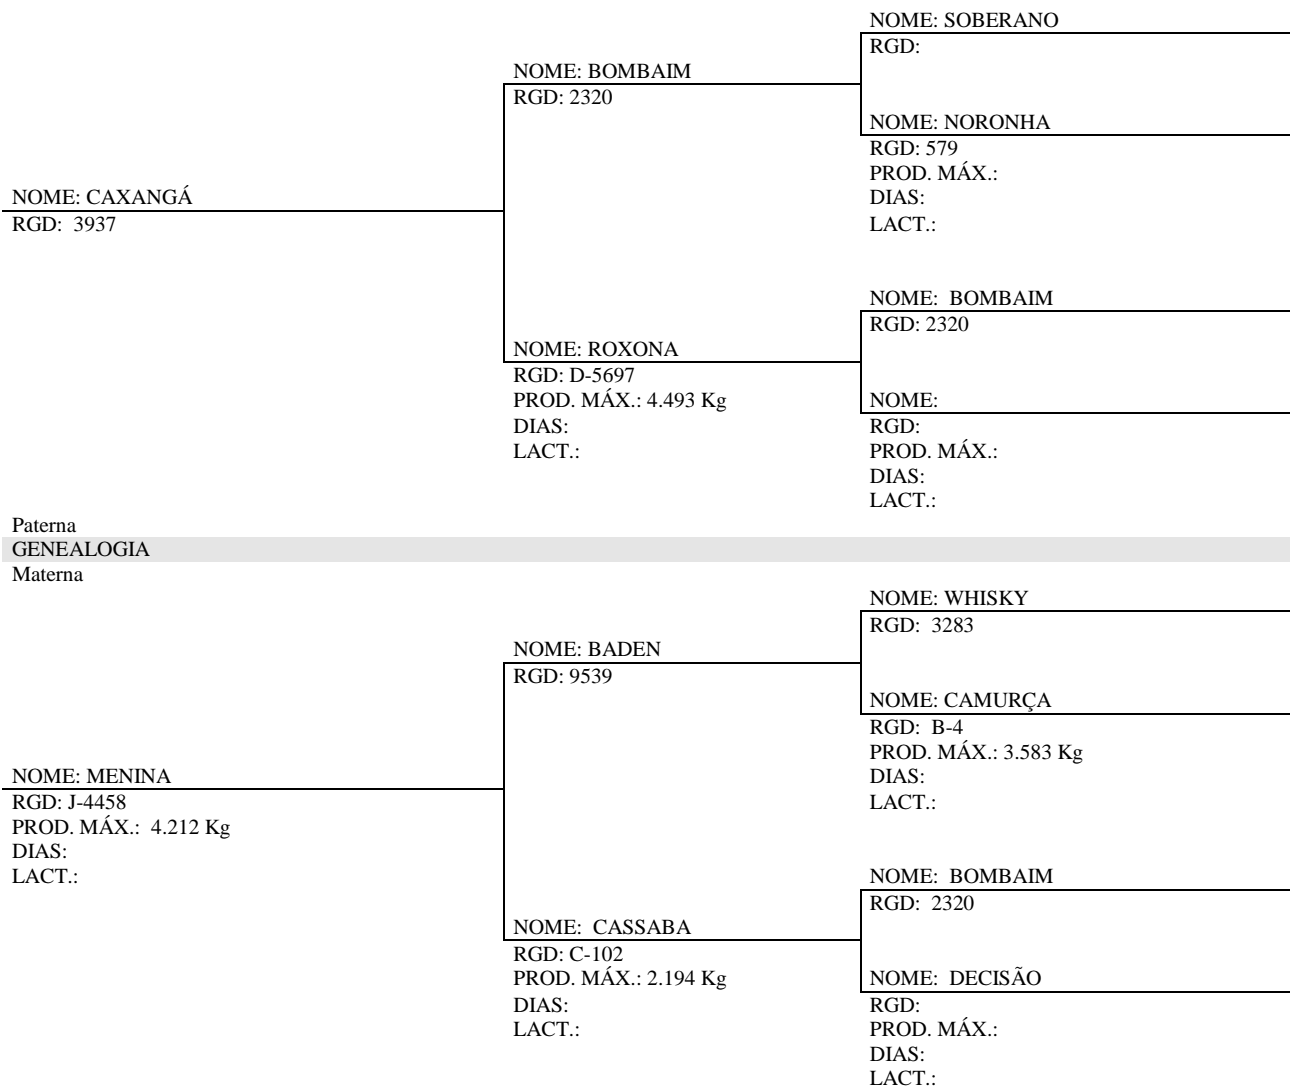 NOME: SOBERANO
RGD:
NOME: BOMBAIM
RGD: 2320
NOME: NORONHA
RGD: 579
PROD. MÁX.:
DIAS:
LACT.:
NOME: CAXANGÁ
RGD: 3937
NOME: BOMBAIM
RGD: 2320
NOME: ROXONA
RGD: D-5697
PROD. MÁX.: 4.493 Kg
DIAS:
LACT.:
NOME:
RGD:
PROD. MÁX.:
DIAS:
LACT.:
Paterna
GENEALOGIA
Materna
NOME: WHISKY
RGD: 3283
NOME: BADEN
RGD: 9539
NOME: CAMURÇA
RGD: B-4
PROD. MÁX.: 3.583 Kg
DIAS:
LACT.:
NOME: MENINA
RGD: J-4458
PROD. MÁX.: 4.212 Kg
DIAS:
LACT.:
NOME: BOMBAIM
RGD: 2320
NOME: CASSABA
RGD: C-102
PROD. MÁX.: 2.194 Kg
DIAS:
LACT.:
NOME: DECISÃO
RGD:
PROD. MÁX.:
DIAS:
LACT.: